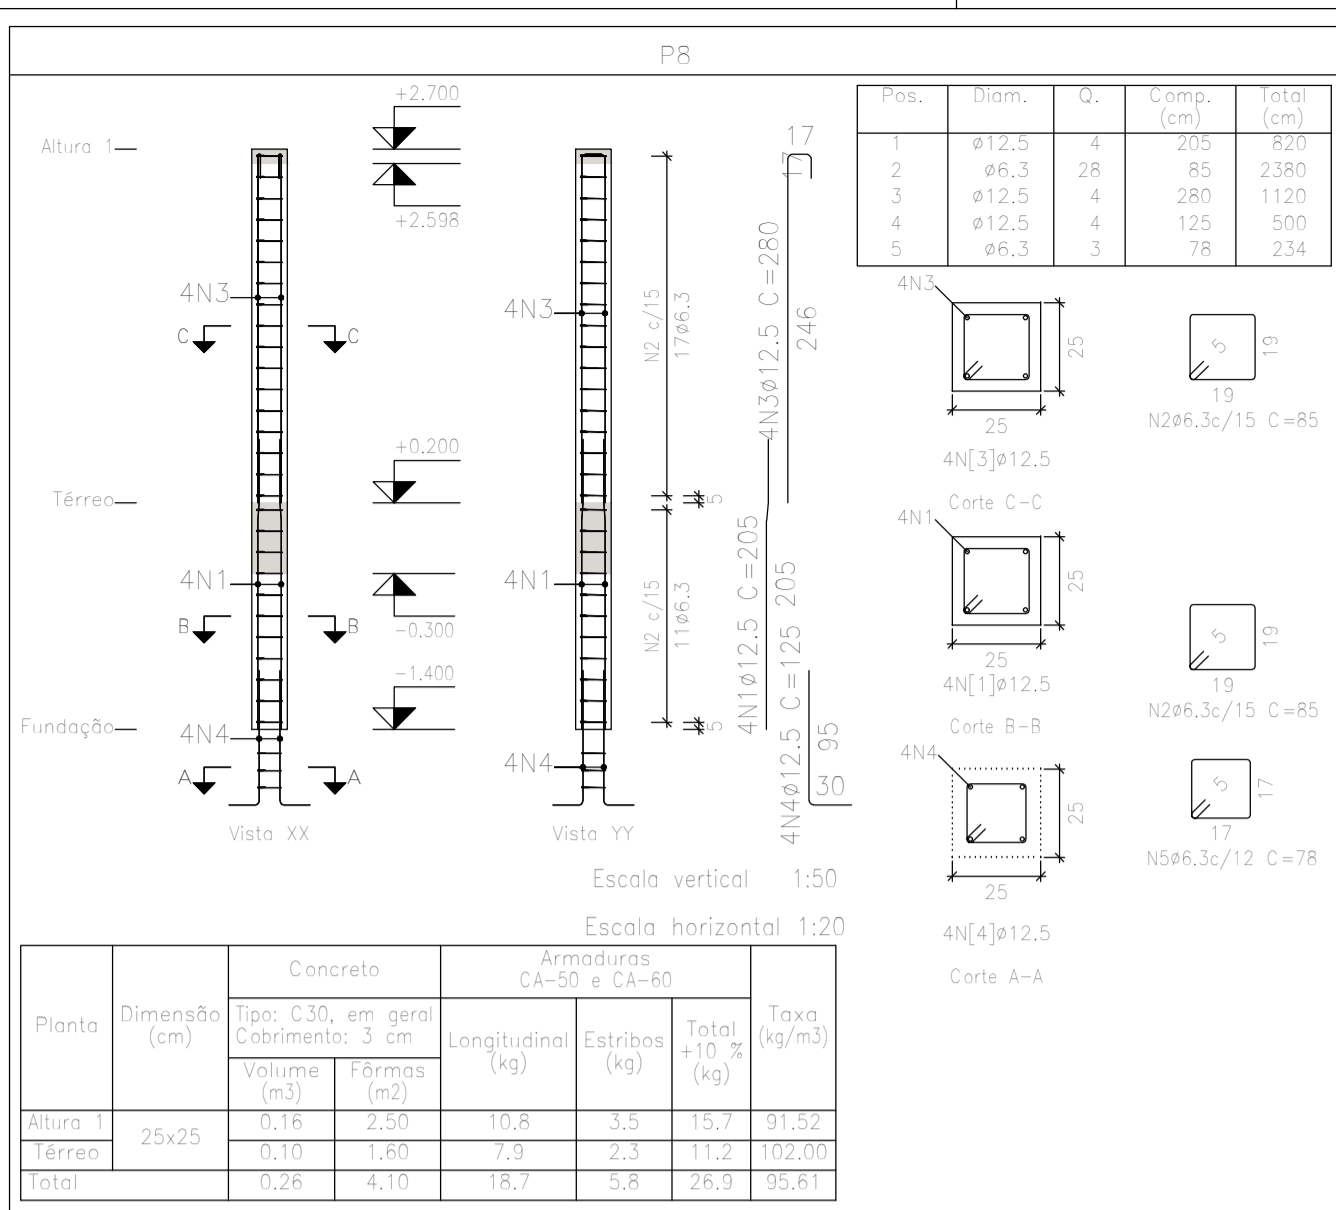 P8
+2.700
Altura 1
+2.598
4N3
C C
+0.200
Térreo
4N1
B B
-0.300
-1.400
Fundação
4N4
A A
Vista XX
4N3
4N1
4N4
Vista YY
N2 c/15
17ø6.3
5
N2 c/15
11ø6.3
5
17
17
4N3ø12.5 C=280
246
4N1ø12.5 C=205
205
4N4ø12.5 C=125
95
30
Escala vertical 1:50
Escala horizontal 1:20
Pos. Diam. Q. Comp. (cm) Total (cm)
1 ø12.5 4 205 820
2 ø6.3 28 85 2380
3 ø12.5 4 280 1120
4 ø12.5 4 125 500
5 ø6.3 3 78 234
4N3
25
25
4N[3]ø12.5
Corte C-C
5
19
19
N2ø6.3c/15 C=85
4N1
25
25
4N[1]ø12.5
Corte B-B
5
19
19
N2ø6.3c/15 C=85
4N4
25
25
4N[4]ø12.5
Corte A-A
5
17
17
N5ø6.3c/12 C=78
Planta
Dimensão
(cm)
Concreto
Tipo: C30, em geral
Cobrimento: 3 cm
Volume
(m3)
Fôrmas
(m2)
Armaduras
CA-50 e CA-60
Longitudinal
(kg)
Estribos
(kg)
Total
+10 %
(kg)
Taxa
(kg/m3)
Altura 1 25x25 0.16 2.50 10.8 3.5 15.7 91.52
Térreo 0.10 1.60 7.9 2.3 11.2 102.00
Total 0.26 4.10 18.7 5.8 26.9 95.61